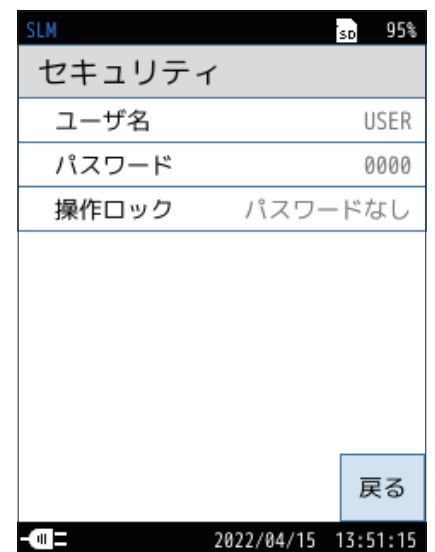 SLM SD 95%
セキュリティ
ユーザ名 USER
パスワード 0000
操作ロック パスワードなし
戻る
2022/04/15 13:51:15